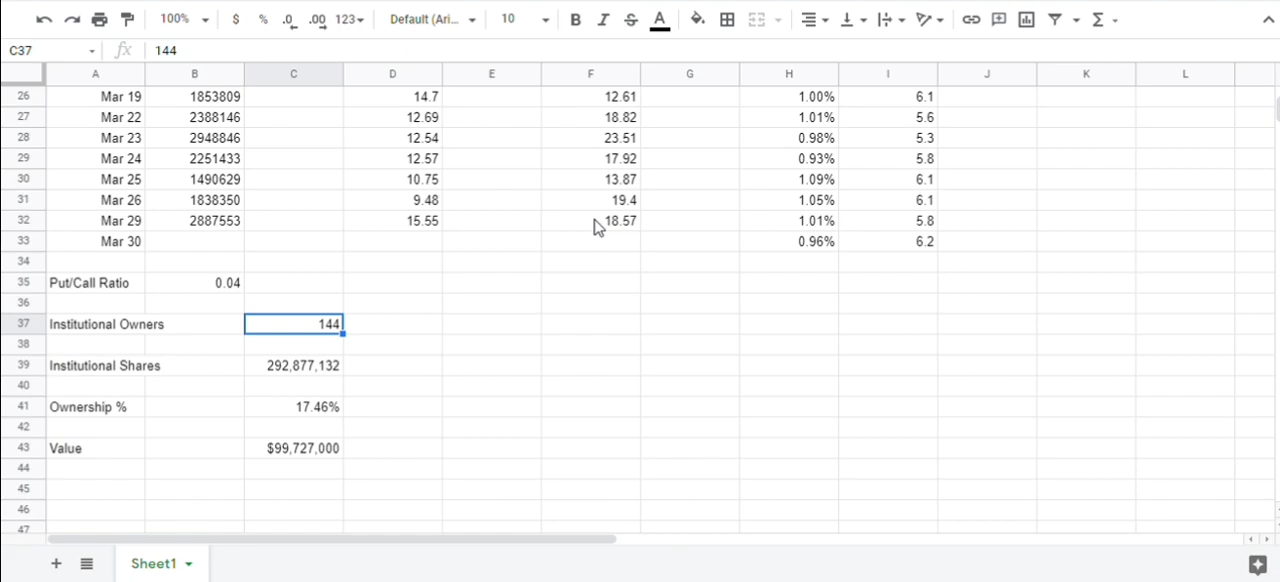 100% $ % .0 .00 123 Default (Ari... 10 B I S A Σ
C37 fx 144
A B C D E F G H I J K L
26 Mar 19 1853809 14.7 12.61 1.00% 6.1
27 Mar 22 2388146 12.69 18.82 1.01% 5.6
28 Mar 23 2948846 12.54 23.51 0.98% 5.3
29 Mar 24 2251433 12.57 17.92 0.93% 5.8
30 Mar 25 1490629 10.75 13.87 1.09% 6.1
31 Mar 26 1838350 9.48 19.4 1.05% 6.1
32 Mar 29 2887553 15.55 18.57 1.01% 5.8
33 Mar 30 0.96% 6.2
34
35 Put/Call Ratio 0.04
36
37 Institutional Owners 144
38
39 Institutional Shares 292,877,132
40
41 Ownership % 17.46%
42
43 Value $99,727,000
44
45
46
47
+ Sheet1